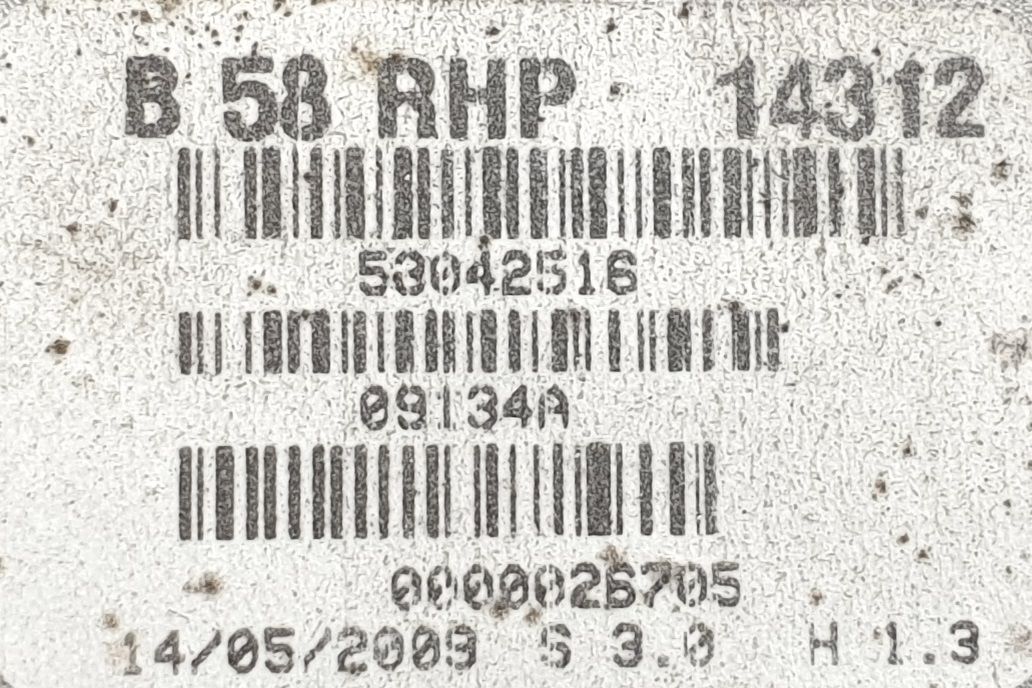 B 58 RHP 14312
53042516
09134A
0000026705
14/05/2009 S 3.0 H 1.3